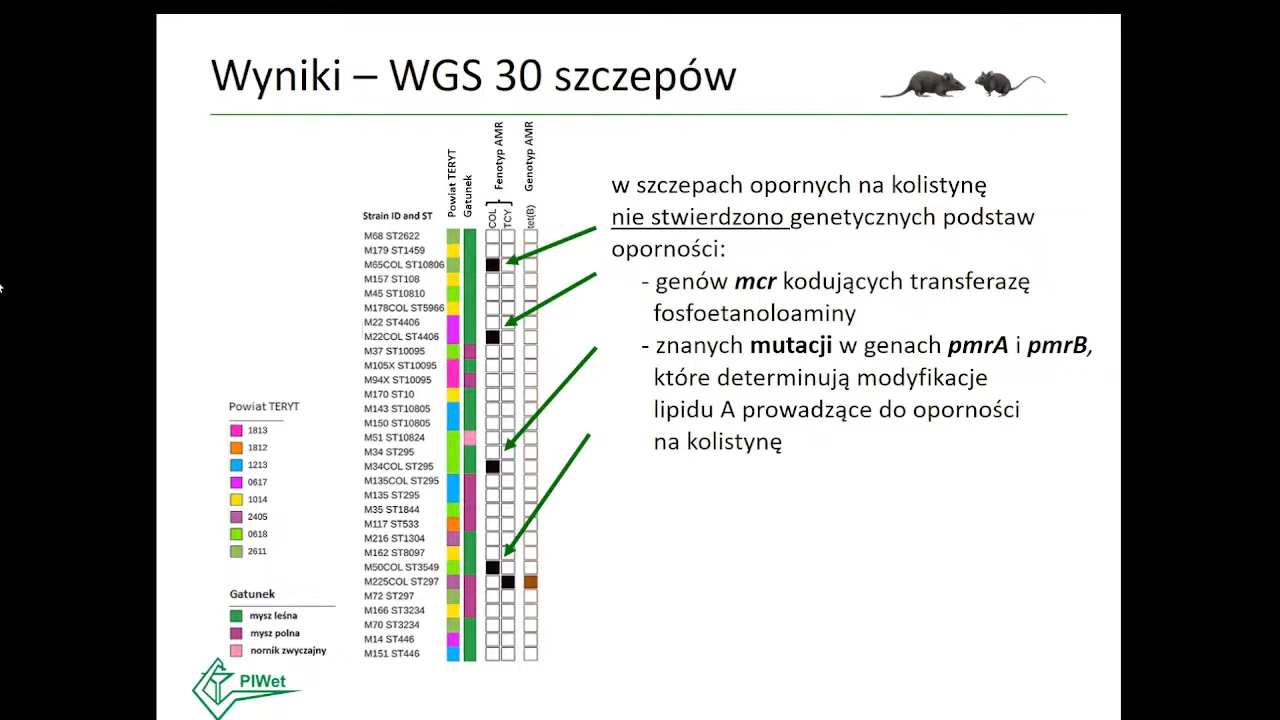 Wyniki – WGS 30 szczepów
Powiat TERYT
Gatunek
Fenotyp AMR
Genotyp AMR
COL
TCY
tet(B)
Strain ID and ST
M68 ST2622
M179 ST1459
M65COL ST10806
M157 ST108
M45 ST10810
M178COL ST5966
M22 ST4406
M22COL ST4406
M37 ST10095
M105X ST10095
M94X ST10095
M170 ST10
M143 ST10805
M150 ST10805
M51 ST10824
M34 ST295
M34COL ST295
M135COL ST295
M135 ST295
M35 ST1844
M117 ST533
M216 ST1304
M162 ST8097
M50COL ST3549
M225COL ST297
M72 ST297
M166 ST3234
M70 ST3234
M14 ST446
M151 ST446
w szczepach opornych na kolistynę
nie stwierdzono genetycznych podstaw
oporności:
- genów mcr kodujących transferazę
fosfoetanoloaminy
- znanych mutacji w genach pmrA i pmrB,
które determinują modyfikacje
lipidu A prowadzące do oporności
na kolistynę
Powiat TERYT
1813
1812
1213
0617
1014
2405
0618
2611
Gatunek
mysz leśna
mysz polna
nornik zwyczajny
PIWet